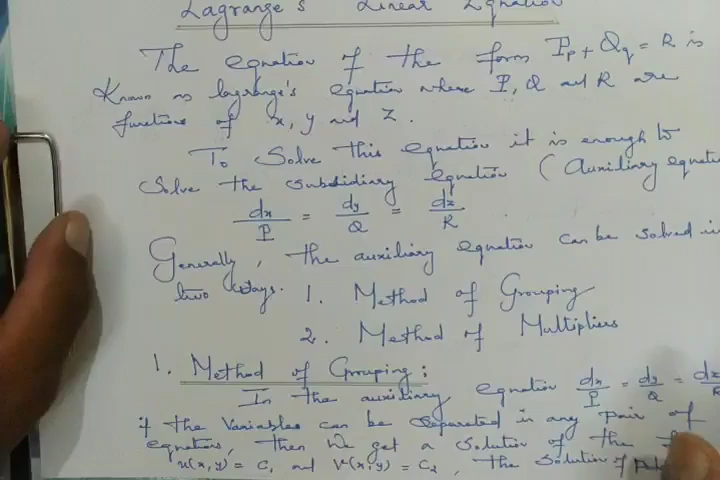 Lagrange's Linear Equation
The equation of the form Pp + Qq = R is
Known as lagrange's equation where P, Q and R are
functions of x, y and z.
To Solve this equation it is enough to
Solve the subsidiary equation (Auxiliary equatio
dx/P = dy/Q = dz/R
Generally, the auxiliary equation can be solved in
two ways. 1. Method of Grouping
2. Method of Multipliers
1. Method of Grouping:
In the auxiliary equation dx/P = dy/Q = dz/R
if the variables can be separated in any pair of
equations, then we get a solution of the f
u(x,y) = C₁ and v(x,y) = C₂, the solution of